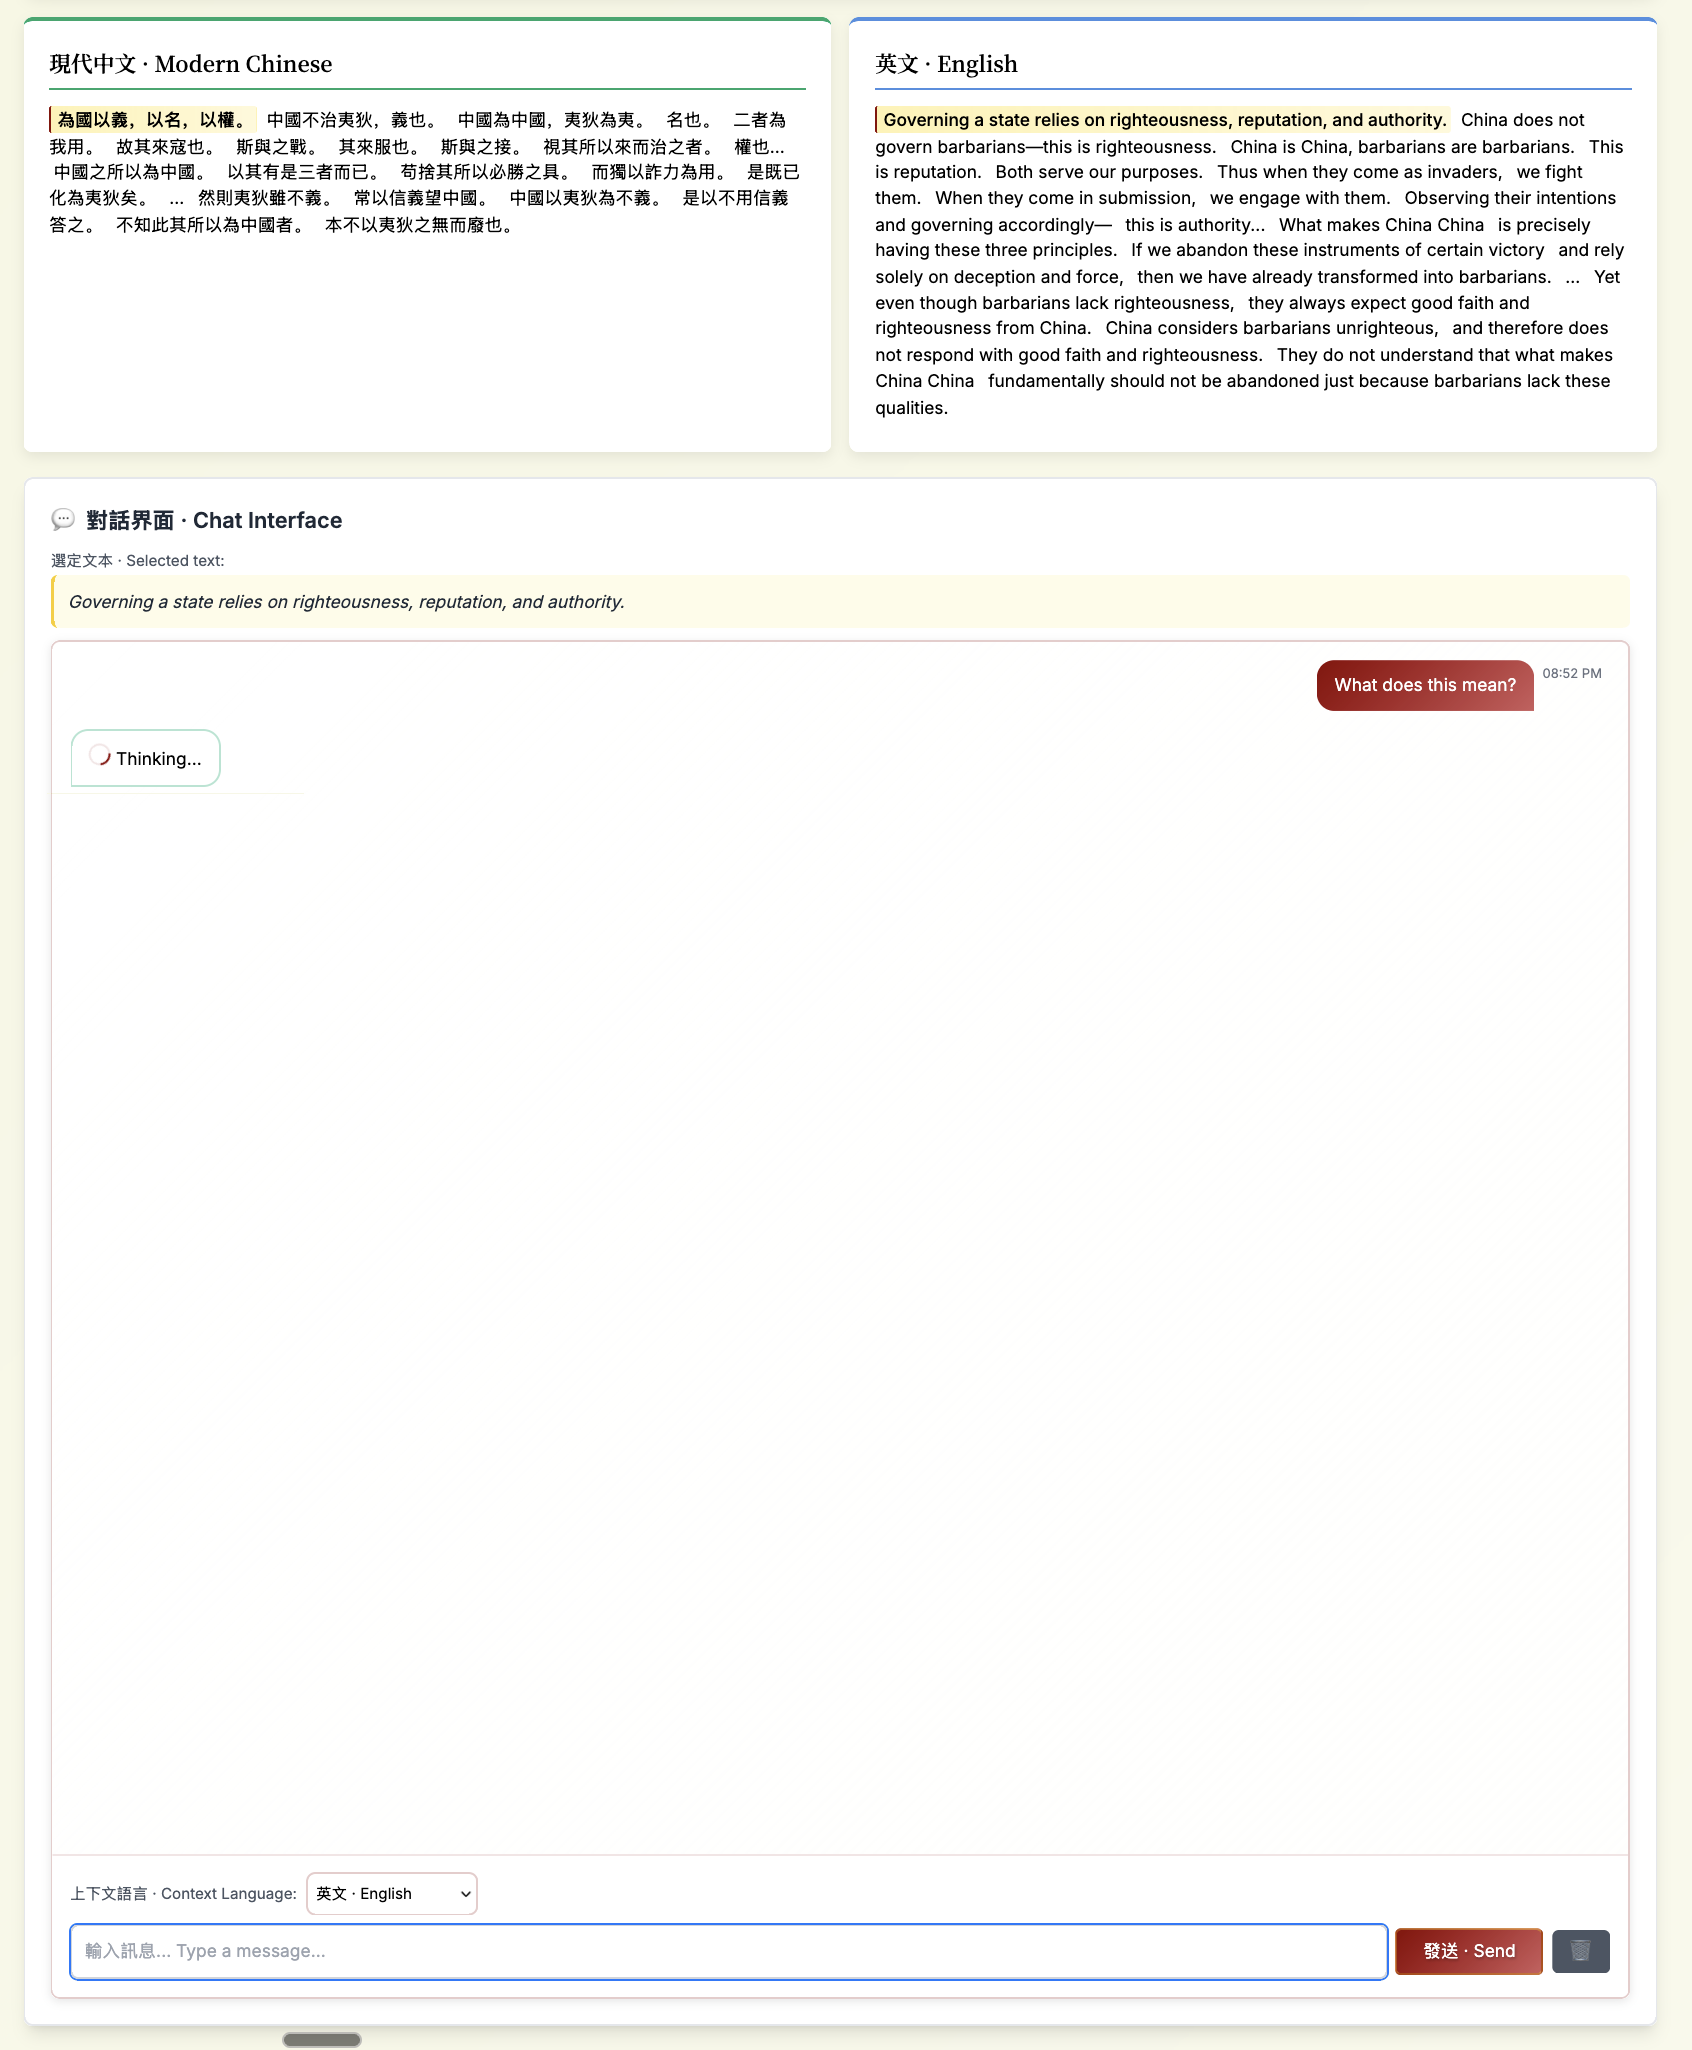 現代中文 · Modern Chinese
為國以義，以名，以權。 中國不治夷狄，義也。 中國為中國，夷狄為夷。 名也。 二者為
我用。 故其來寇也。 斯與之戰。 其來服也。 斯與之接。 視其所以來而治之者。 權也…
中國之所以為中國。 以其有是三者而已。 苟捨其所以必勝之具。 而獨以詐力為用。 是既已
化為夷狄矣。 … 然則夷狄雖不義。 常以信義望中國。 中國以夷狄為不義。 是以不用信義
答之。 不知此其所以為中國者。 本不以夷狄之無而廢也。
英文 · English
Governing a state relies on righteousness, reputation, and authority. China does not
govern barbarians—this is righteousness. China is China, barbarians are barbarians. This
is reputation. Both serve our purposes. Thus when they come as invaders, we fight
them. When they come in submission, we engage with them. Observing their intentions
and governing accordingly— this is authority... What makes China China is precisely
having these three principles. If we abandon these instruments of certain victory and rely
solely on deception and force, then we have already transformed into barbarians. ... Yet
even though barbarians lack righteousness, they always expect good faith and
righteousness from China. China considers barbarians unrighteous, and therefore does
not respond with good faith and righteousness. They do not understand that what makes
China China fundamentally should not be abandoned just because barbarians lack these
qualities.
對話界面 · Chat Interface
選定文本 · Selected text:
Governing a state relies on righteousness, reputation, and authority.
What does this mean?
08:52 PM
Thinking...
上下文語言 · Context Language:
英文 · English
輸入訊息... Type a message...
發送 · Send